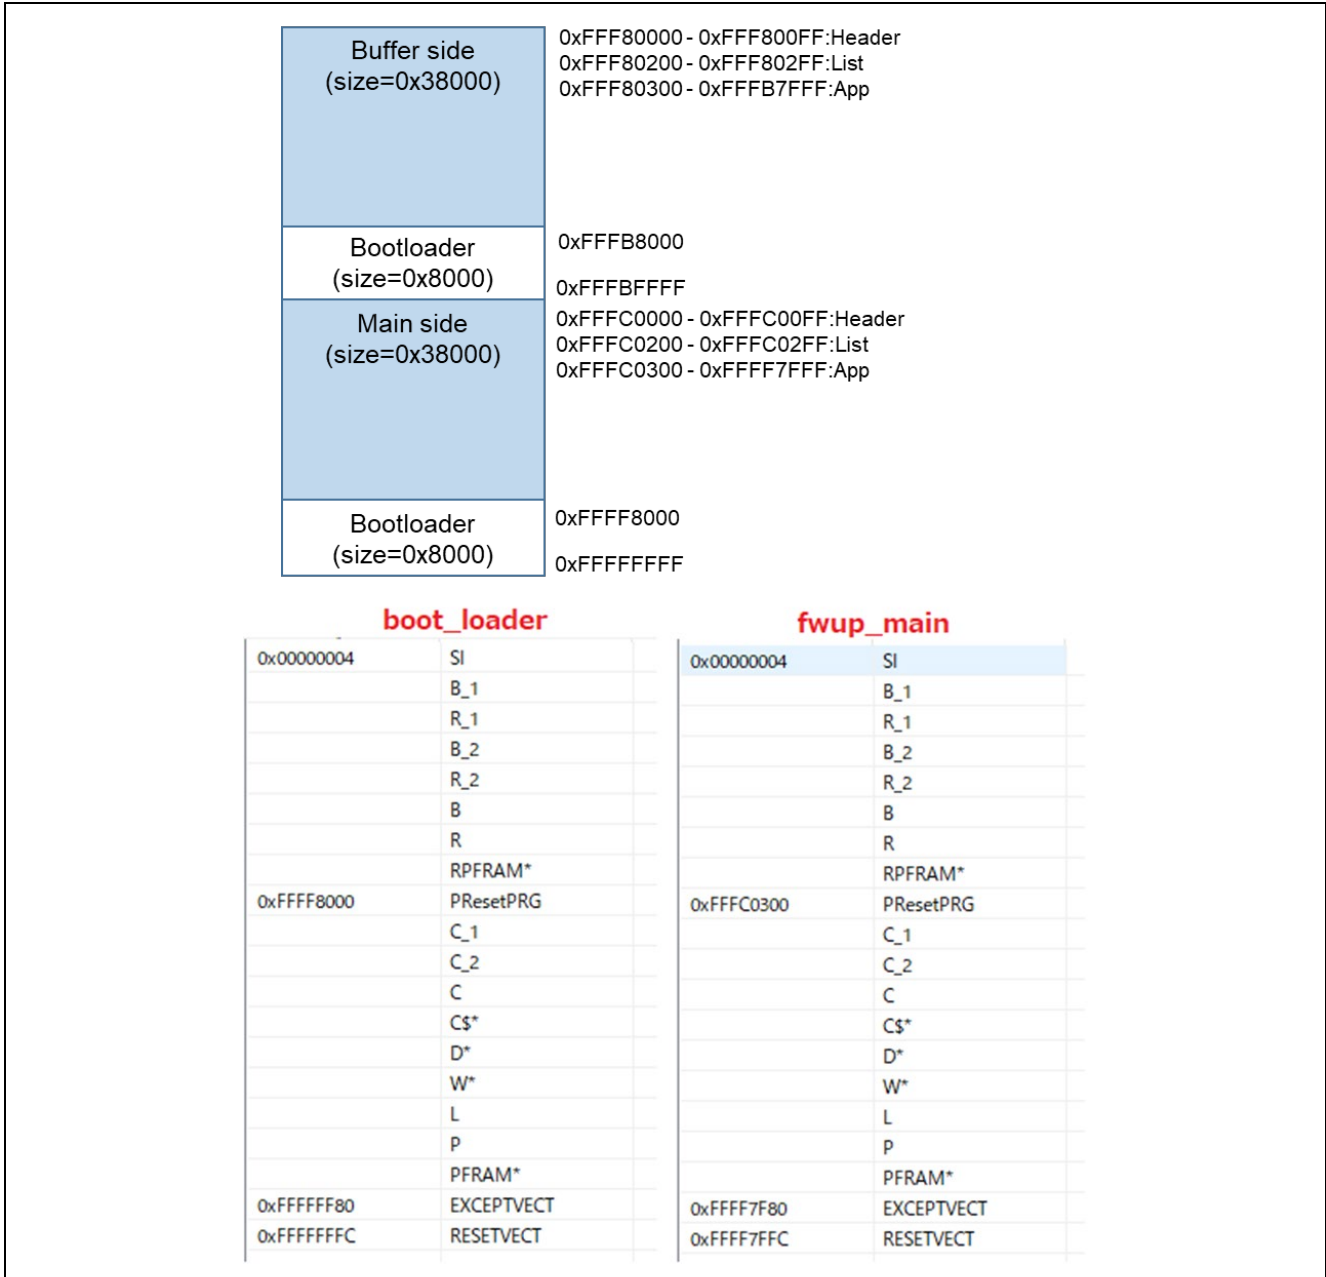 Buffer side
(size=0x38000)
0xFFF80000 - 0xFFF800FF:Header
0xFFF80200 - 0xFFF802FF:List
0xFFF80300 - 0xFFFB7FFF:App
Bootloader
(size=0x8000)
0xFFFB8000
0xFFFBFFFF
Main side
(size=0x38000)
0xFFFC0000 - 0xFFFC00FF:Header
0xFFFC0200 - 0xFFFC02FF:List
0xFFFC0300 - 0xFFFF7FFF:App
Bootloader
(size=0x8000)
0xFFFF8000
0xFFFFFFFF
boot_loader
0x00000004 SI
B_1
R_1
B_2
R_2
B
R
RPFRAM*
0xFFFF8000 PResetPRG
C_1
C_2
C
C$*
D*
W*
L
P
PFRAM*
0xFFFFFF80 EXCEPTVECT
0xFFFFFFFC RESETVECT
fwup_main
0x00000004 SI
B_1
R_1
B_2
R_2
B
R
RPFRAM*
0xFFFC0300 PResetPRG
C_1
C_2
C
C$*
D*
W*
L
P
PFRAM*
0xFFFF7F80 EXCEPTVECT
0xFFFF7FFC RESETVECT